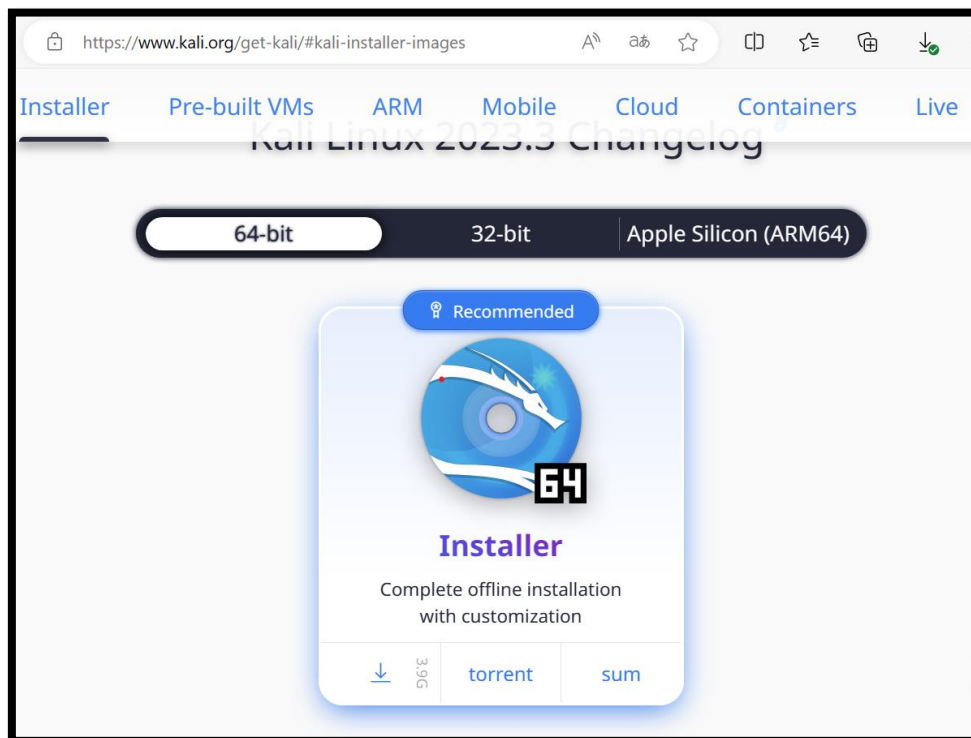 https://www.kali.org/get-kali/#kali-installer-images
Installer Pre-built VMs ARM Mobile Cloud Containers Live
Kali Linux 2023.3 Changelog
64-bit 32-bit Apple Silicon (ARM64)
Recommended
64
Installer
Complete offline installation
with customization
3.9G torrent sum